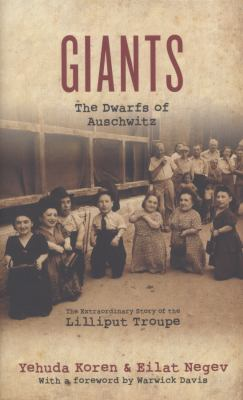 GIANTS
The Dwarfs of
Auschwitz
The Extraordinary Story of the
Lilliput Troupe
Yehuda Koren & Eilat Negev
With a foreword by Warwick Davis